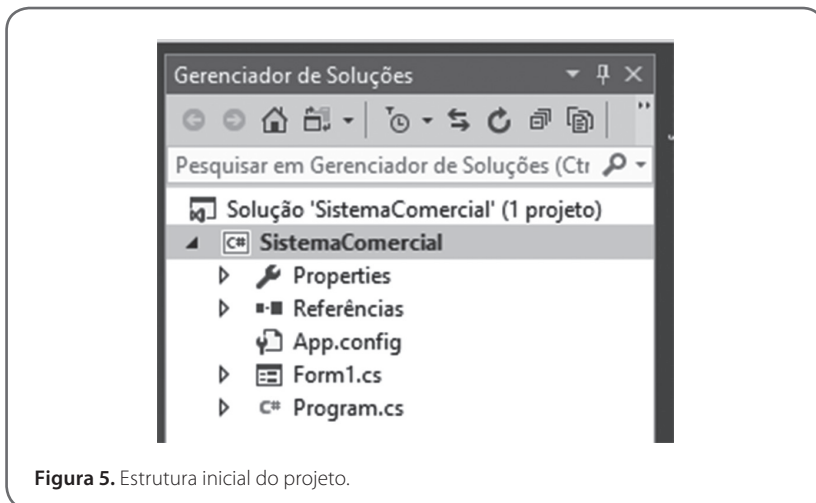 Gerenciador de Soluções
Pesquisar em Gerenciador de Soluções (Ctr
Solução 'SistemaComercial' (1 projeto)
C# SistemaComercial
Properties
Referências
App.config
Form1.cs
C# Program.cs
Figura 5. Estrutura inicial do projeto.